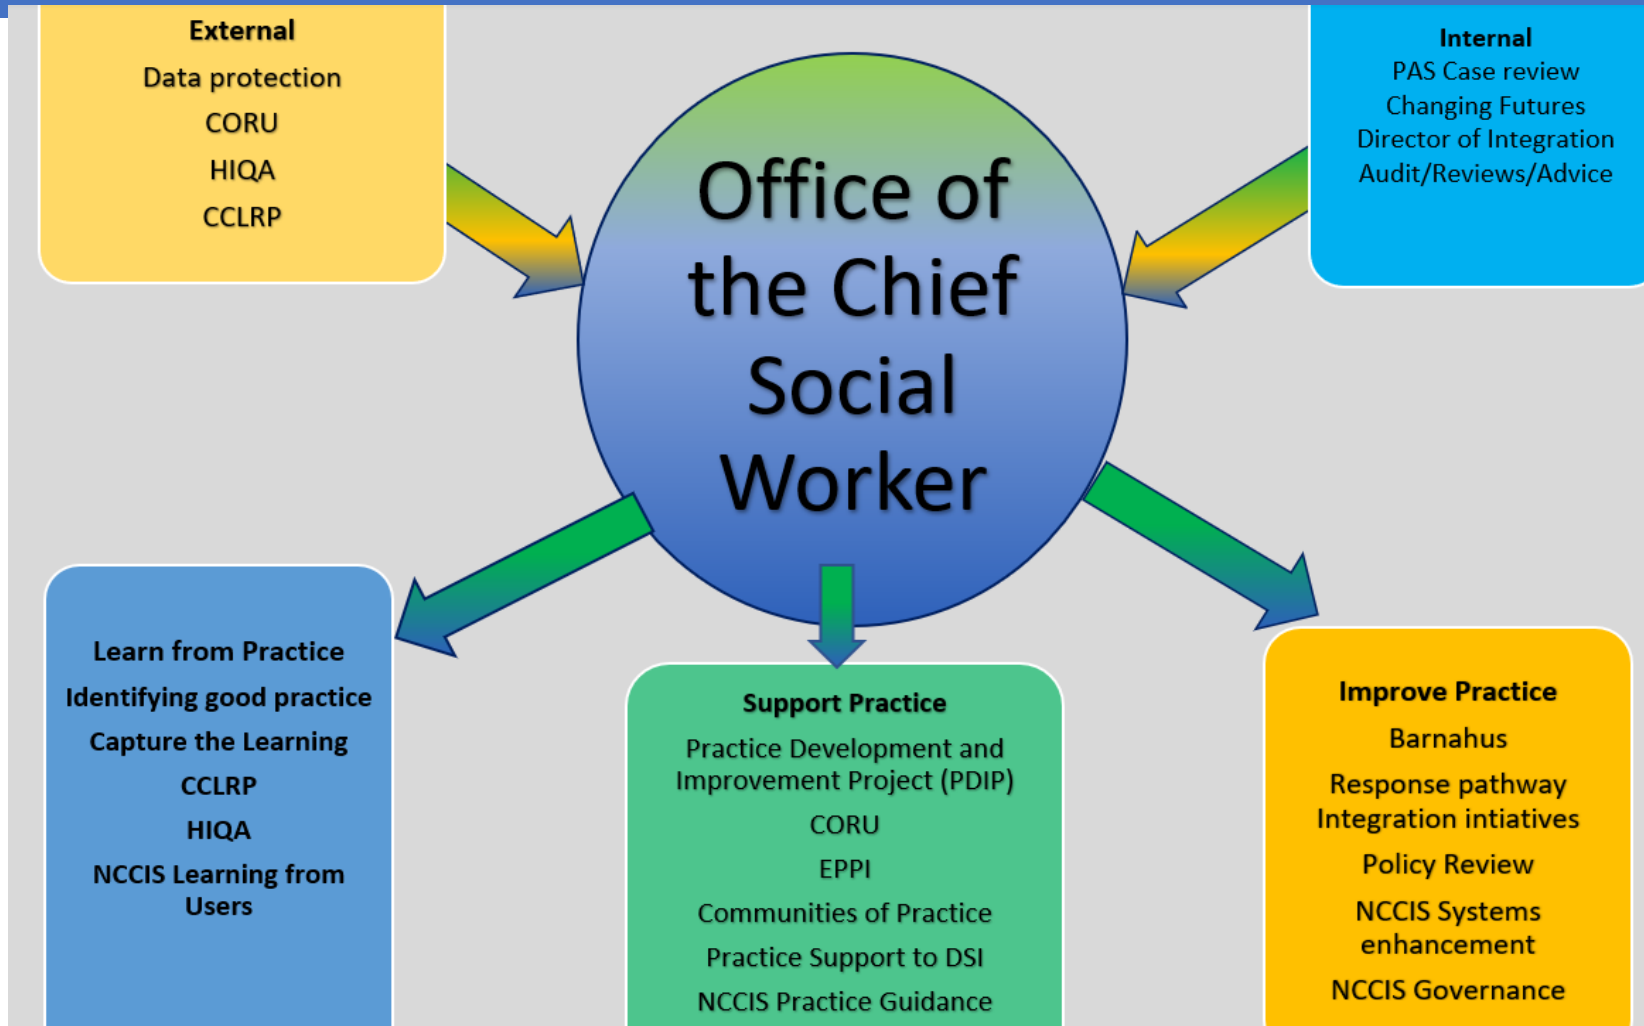 External
Data protection
CORU
HIQA
CCLRP
Internal
PAS Case review
Changing Futures
Director of Integration
Audit/Reviews/Advice
Office of
the Chief
Social
Worker
Learn from Practice
Identifying good practice
Capture the Learning
CCLRP
HIQA
NCCIS Learning from
Users
Support Practice
Practice Development and
Improvement Project (PDIP)
CORU
EPPI
Communities of Practice
Practice Support to DSI
NCCIS Practice Guidance
Improve Practice
Barnahus
Response pathway
Integration intiatives
Policy Review
NCCIS Systems
enhancement
NCCIS Governance